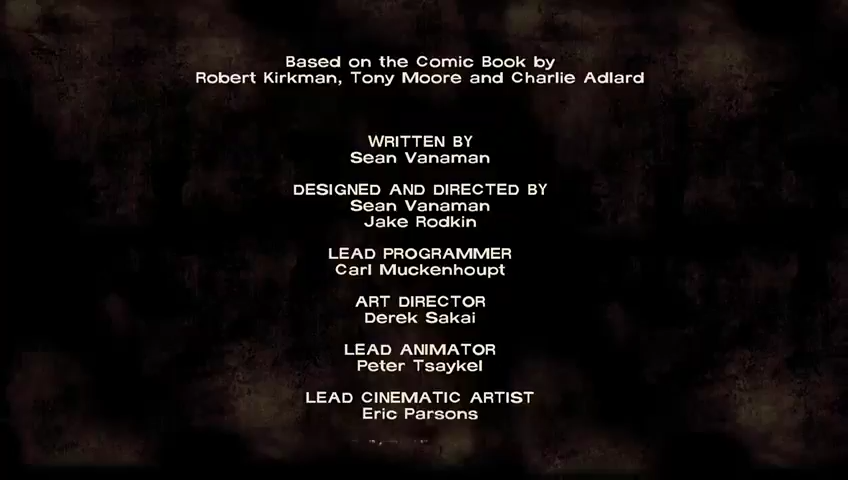 Based on the Comic Book by
Robert Kirkman, Tony Moore and Charlie Adlard
WRITTEN BY
Sean Vanaman
DESIGNED AND DIRECTED BY
Sean Vanaman
Jake Rodkin
LEAD PROGRAMMER
Carl Muckenhoupt
ART DIRECTOR
Derek Sakai
LEAD ANIMATOR
Peter Tsaykel
LEAD CINEMATIC ARTIST
Eric Parsons